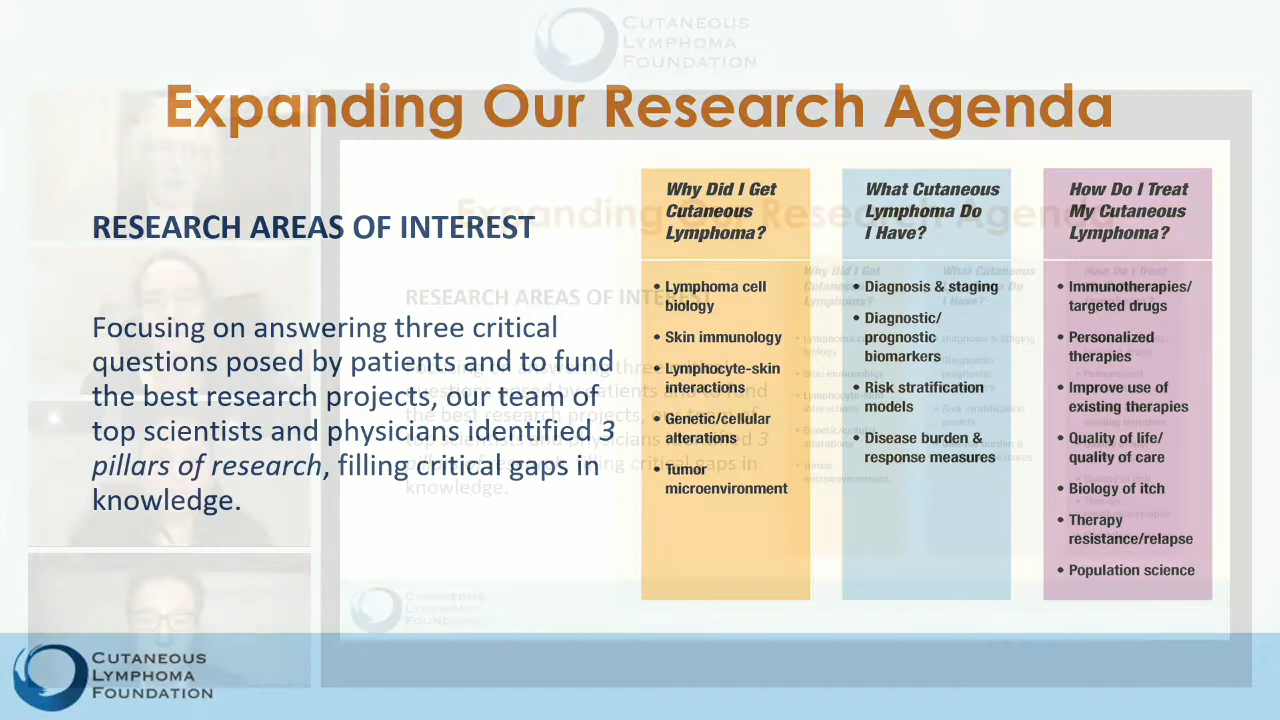 CUTANEOUS
LYMPHOMA
FOUNDATION
Expanding Our Research Agenda
RESEARCH AREAS OF INTEREST
Focusing on answering three critical
questions posed by patients and to fund
the best research projects, our team of
top scientists and physicians identified 3
pillars of research, filling critical gaps in
knowledge.
Why Did I Get
Cutaneous
Lymphoma?
• Lymphoma cell
biology
• Skin immunology
• Lymphocyte-skin
interactions
• Genetic/cellular
alterations
• Tumor
microenvironment
What Cutaneous
Lymphoma Do
I Have?
• Diagnosis & staging
• Diagnostic/
prognostic
biomarkers
• Risk stratification
models
• Disease burden &
response measures
How Do I Treat
My Cutaneous
Lymphoma?
• Immunotherapies/
targeted drugs
• Personalized
therapies
• Improve use of
existing therapies
• Quality of life/
quality of care
• Biology of itch
• Therapy
resistance/relapse
• Population science
CUTANEOUS
LYMPHOMA
FOUNDATION